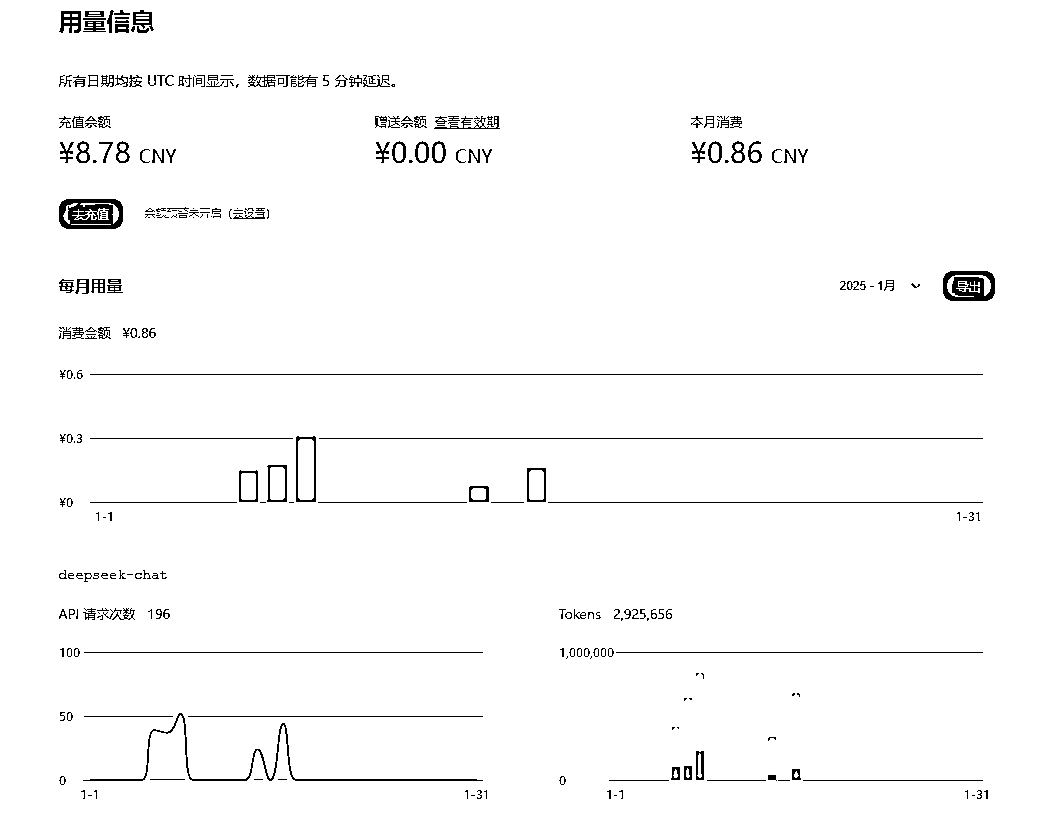 用量信息
所有日期均按 UTC 时间显示，数据可能有 5 分钟延迟。
充值余额 赠送余额 查看有效期 本月消费
¥8.78 CNY ¥0.00 CNY ¥0.86 CNY
去充值 余额预警未开启（去设置）
每月用量 2025 - 1月 导出
消费金额 ¥0.86
¥0.6
¥0.3
¥0
1-1 1-31
deepseek-chat
API 请求次数 196 Tokens 2,925,656
100 1,000,000
50
0 0
1-1 1-31 1-1 1-31